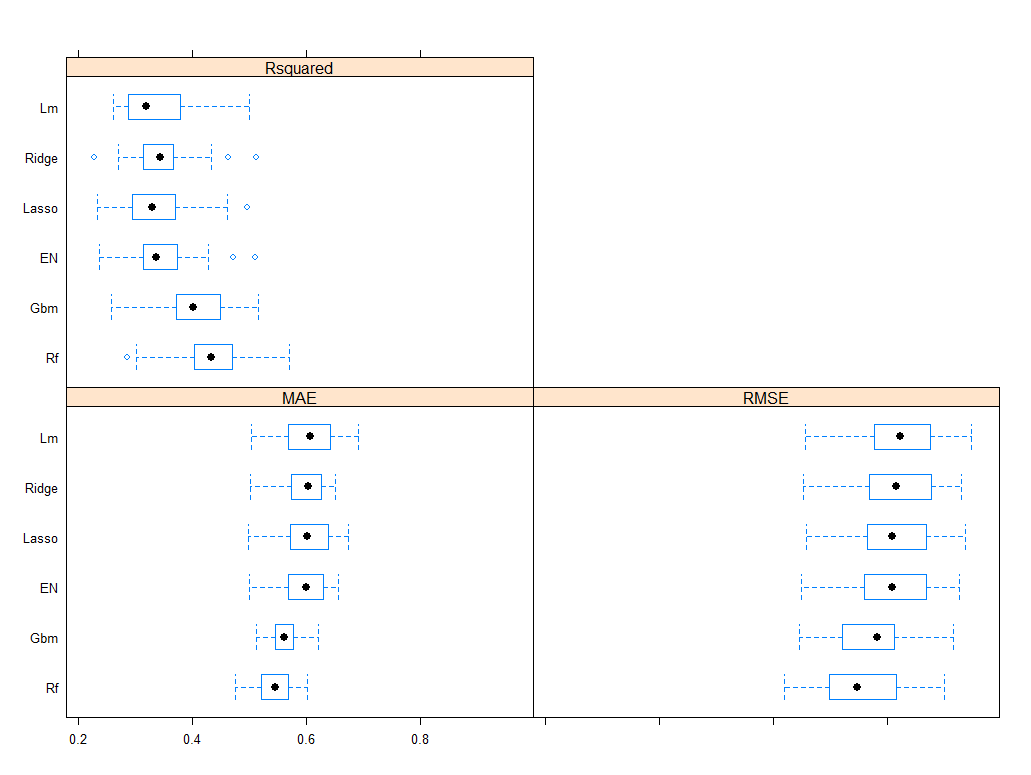 Rsquared
Lm
Ridge
Lasso
EN
Gbm
Rf
MAE
RMSE
Lm
Ridge
Lasso
EN
Gbm
Rf
0.2 0.4 0.6 0.8